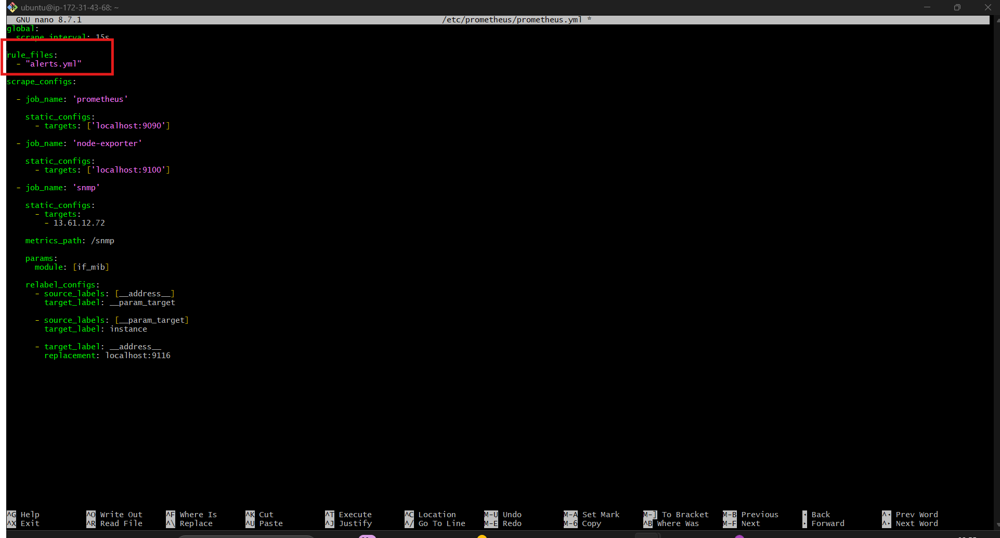 ubuntu@ip-172-31-43-68: ~
GNU nano 8.7.1 /etc/prometheus/prometheus.yml *
global:
  scrape_interval: 15s
rule_files:
  - "alerts.yml"
scrape_configs:
  - job_name: 'prometheus'
    static_configs:
      - targets: ['localhost:9090']
  - job_name: 'node-exporter'
    static_configs:
      - targets: ['localhost:9100']
  - job_name: 'snmp'
    static_configs:
      - targets:
        - 13.61.12.72
    metrics_path: /snmp
    params:
      module: [if_mib]
    relabel_configs:
      - source_labels: [__address__]
        target_label: __param_target
      - source_labels: [__param_target]
        target_label: instance
      - target_label: __address__
        replacement: localhost:9116
^G Help ^O Write Out ^F Where Is ^K Cut ^T Execute ^C Location M-U Undo M-A Set Mark M-] To Bracket M-B Previous ◂ Back ^◂ Prev Word
^X Exit ^R Read File ^\ Replace ^U Paste ^J Justify ^/ Go To Line M-E Redo M-6 Copy ^B Where Was M-F Next ▸ Forward ^▸ Next Word